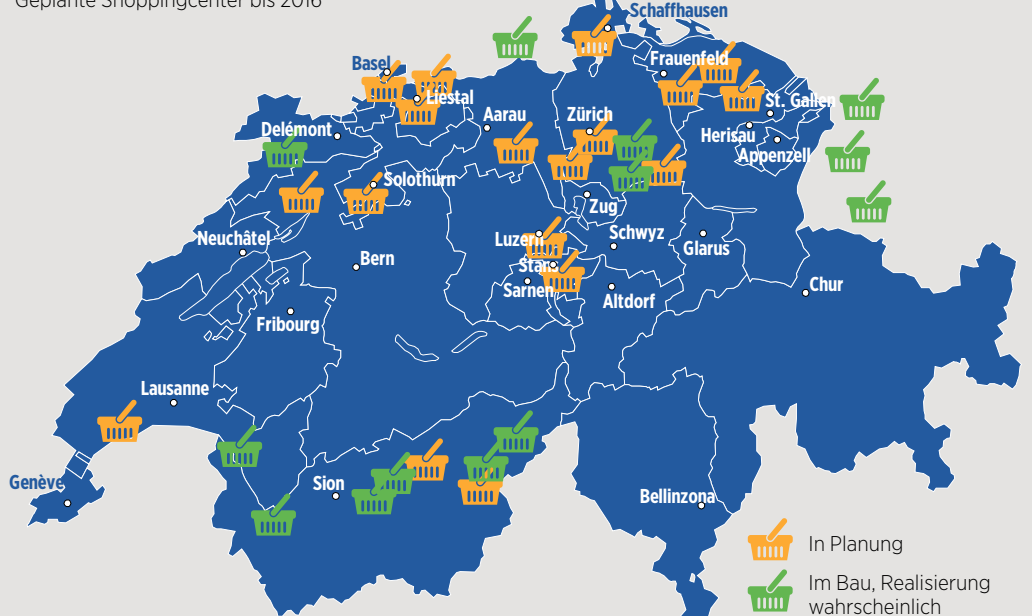 Geplante Shoppingcenter bis 2016
Schaffhausen
Basel
Frauenfeld
Liestal
St. Gallen
Aarau
Zürich
Delémont
Herisau
Appenzell
Solothurn
Zug
Neuchâtel
Luzern
Schwyz
Glarus
Bern
Stans
Sarnen
Altdorf
Chur
Fribourg
Lausanne
Genève
Sion
Bellinzona
In Planung
Im Bau, Realisierung
wahrscheinlich